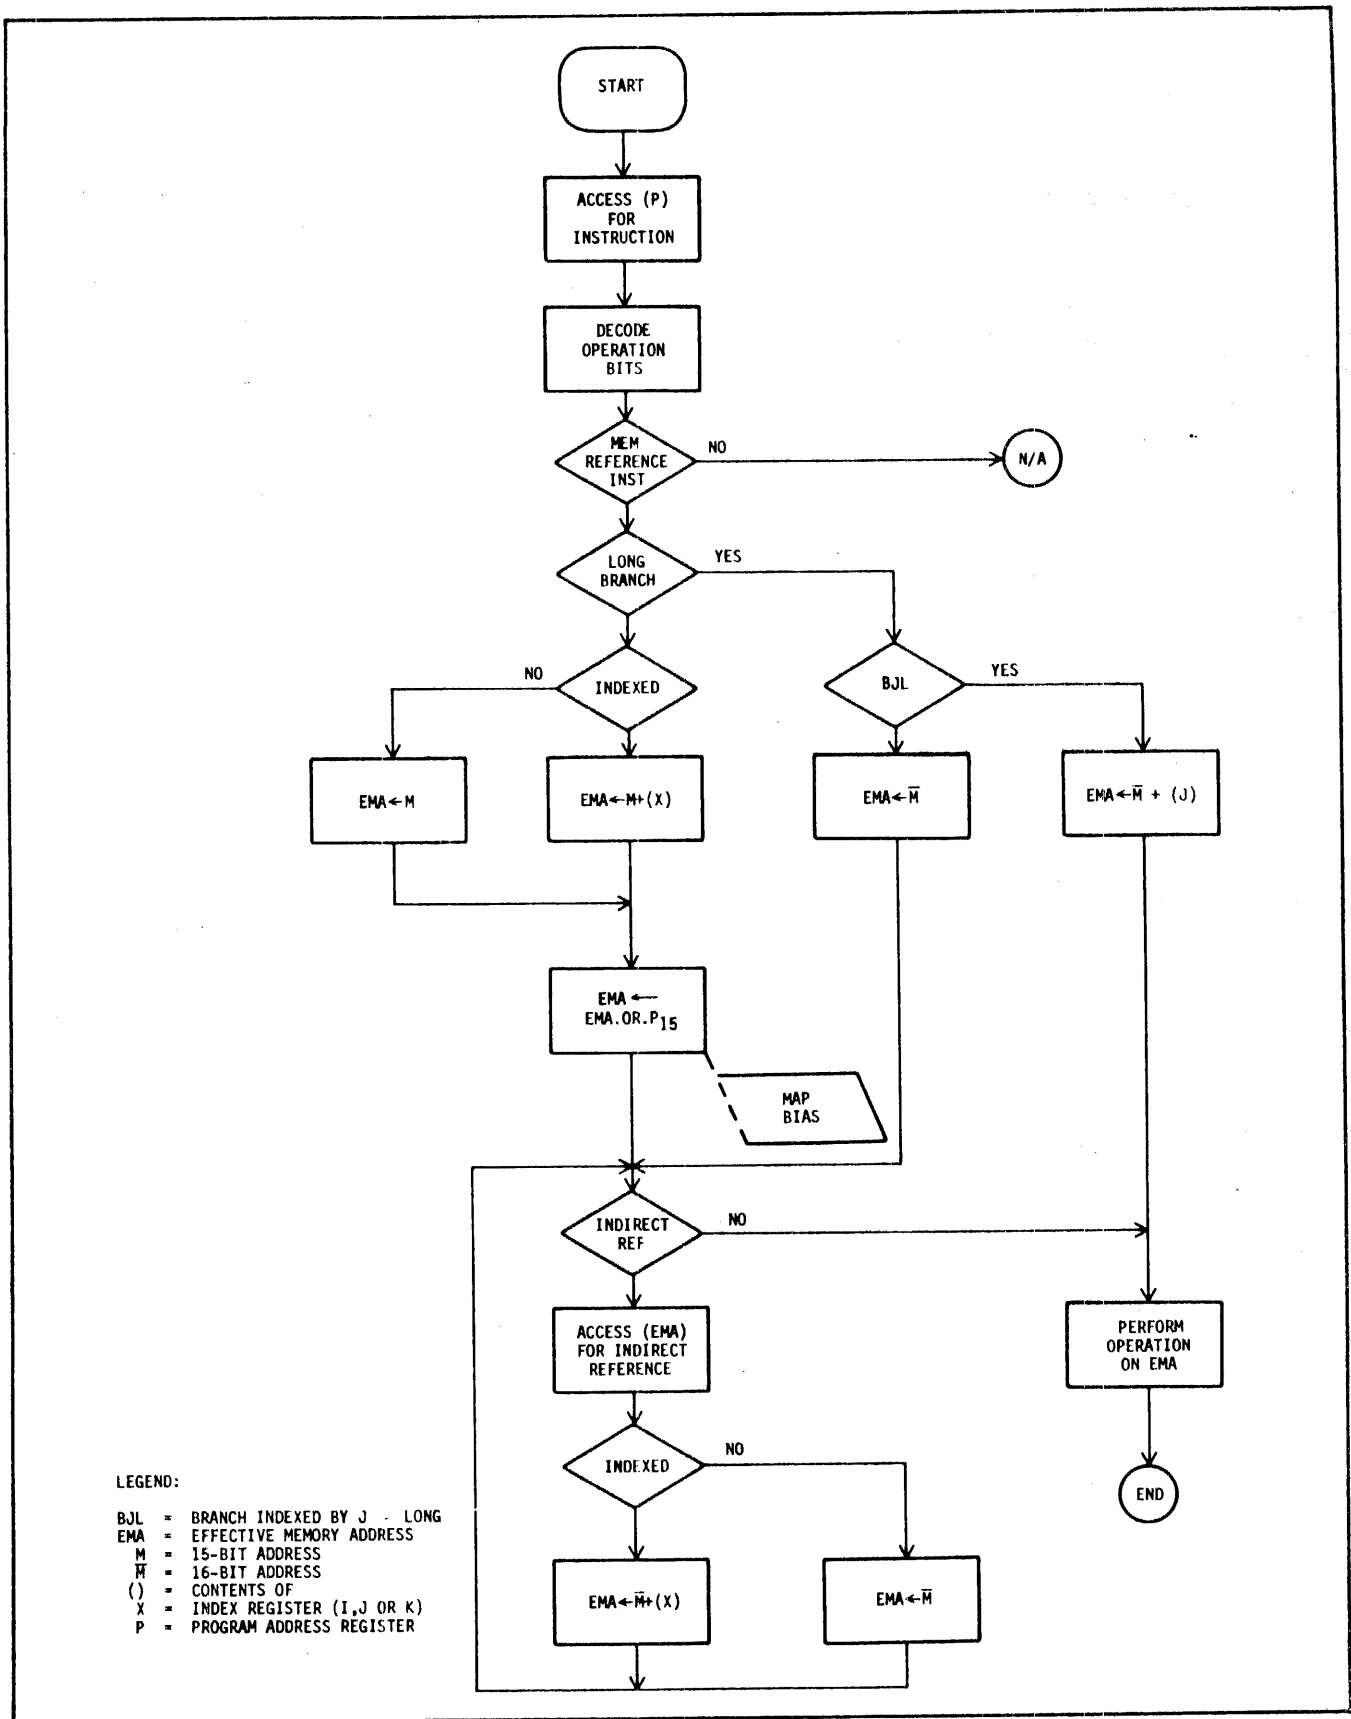 START
ACCESS (P)
FOR
INSTRUCTION
DECODE
OPERATION
BITS
MEM
REFERENCE
INST
NO
N/A
LONG
BRANCH
YES
NO
INDEXED
BJL
YES
EMA←M
EMA←M+(X)
EMA←M̅
EMA←M̅ + (J)
EMA ←
EMA.OR.P₁₅
MAP
BIAS
INDIRECT
REF
NO
ACCESS (EMA)
FOR INDIRECT
REFERENCE
PERFORM
OPERATION
ON EMA
INDEXED
NO
END
EMA←M̅+(X)
EMA←M̅
LEGEND:
BJL = BRANCH INDEXED BY J - LONG
EMA = EFFECTIVE MEMORY ADDRESS
M = 15-BIT ADDRESS
M̅ = 16-BIT ADDRESS
() = CONTENTS OF
X = INDEX REGISTER (I,J OR K)
P = PROGRAM ADDRESS REGISTER